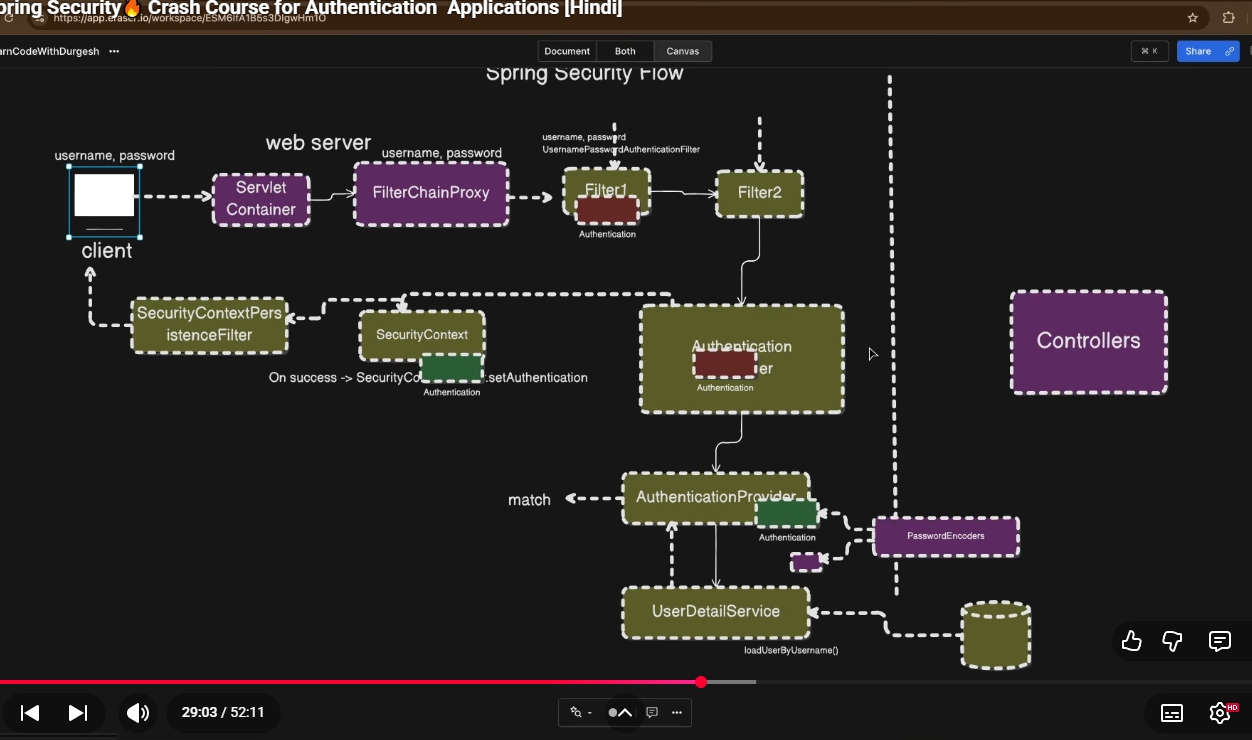 pring Security🔥 Crash Course for Authentication Applications [Hindi]
https://app.eraser.io/workspace/ESM6IfA1B5s3DIgwHm1O
arnCodeWithDurgesh ···
Document Both Canvas
⌘ K
Share
Spring Security Flow
username, password
web server
username, password
username, password
UsernamePasswordAuthenticationFilter
Servlet
Container
FilterChainProxy
Filter1
Filter2
Authentication
client
SecurityContextPers
istenceFilter
SecurityContext
On success -> SecurityCo
:setAuthentication
Authentication
Authentication
er
Authentication
Controllers
match
AuthenticationProvider
Authentication
PasswordEncoders
UserDetailService
loadUserByUsername()
29:03 / 52:11
HD